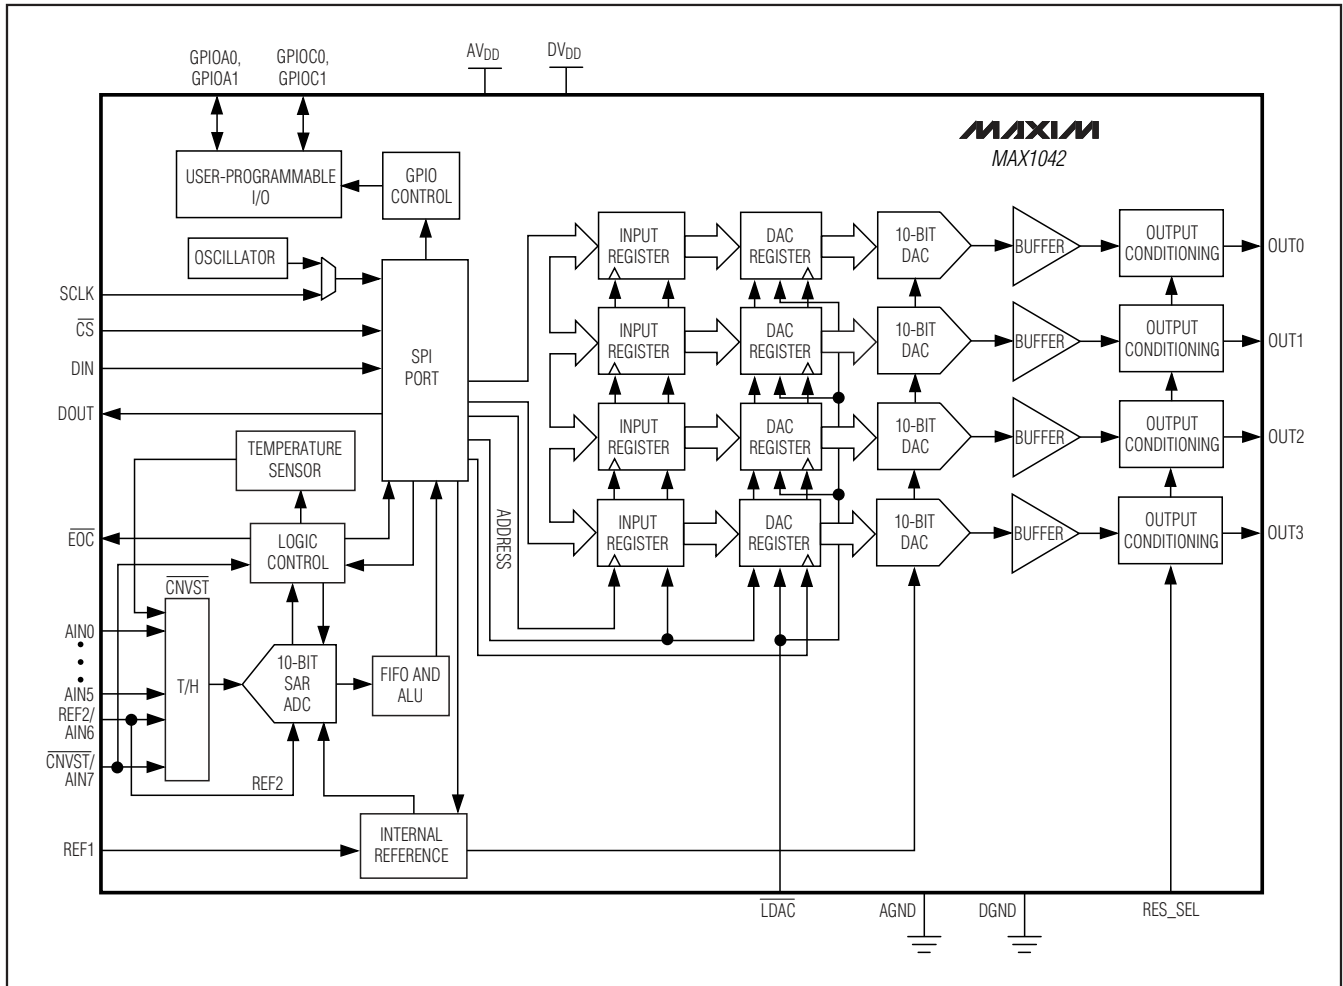 GPIOA0,
GPIOA1
GPIOC0,
GPIOC1
AVDD
DVDD
MAXIM
MAX1042
USER-PROGRAMMABLE
I/O
GPIO
CONTROL
OSCILLATOR
SCLK
CS
DIN
DOUT
SPI
PORT
INPUT
REGISTER
DAC
REGISTER
10-BIT
DAC
BUFFER
OUTPUT
CONDITIONING
OUT0
INPUT
REGISTER
DAC
REGISTER
10-BIT
DAC
BUFFER
OUTPUT
CONDITIONING
OUT1
INPUT
REGISTER
DAC
REGISTER
10-BIT
DAC
BUFFER
OUTPUT
CONDITIONING
OUT2
INPUT
REGISTER
DAC
REGISTER
10-BIT
DAC
BUFFER
OUTPUT
CONDITIONING
OUT3
TEMPERATURE
SENSOR
ADDRESS
EOC
LOGIC
CONTROL
CNVST
AIN0
AIN5
REF2/
AIN6
CNVST/
AIN7
T/H
10-BIT
SAR
ADC
FIFO AND
ALU
REF2
REF1
INTERNAL
REFERENCE
LDAC
AGND
DGND
RES_SEL